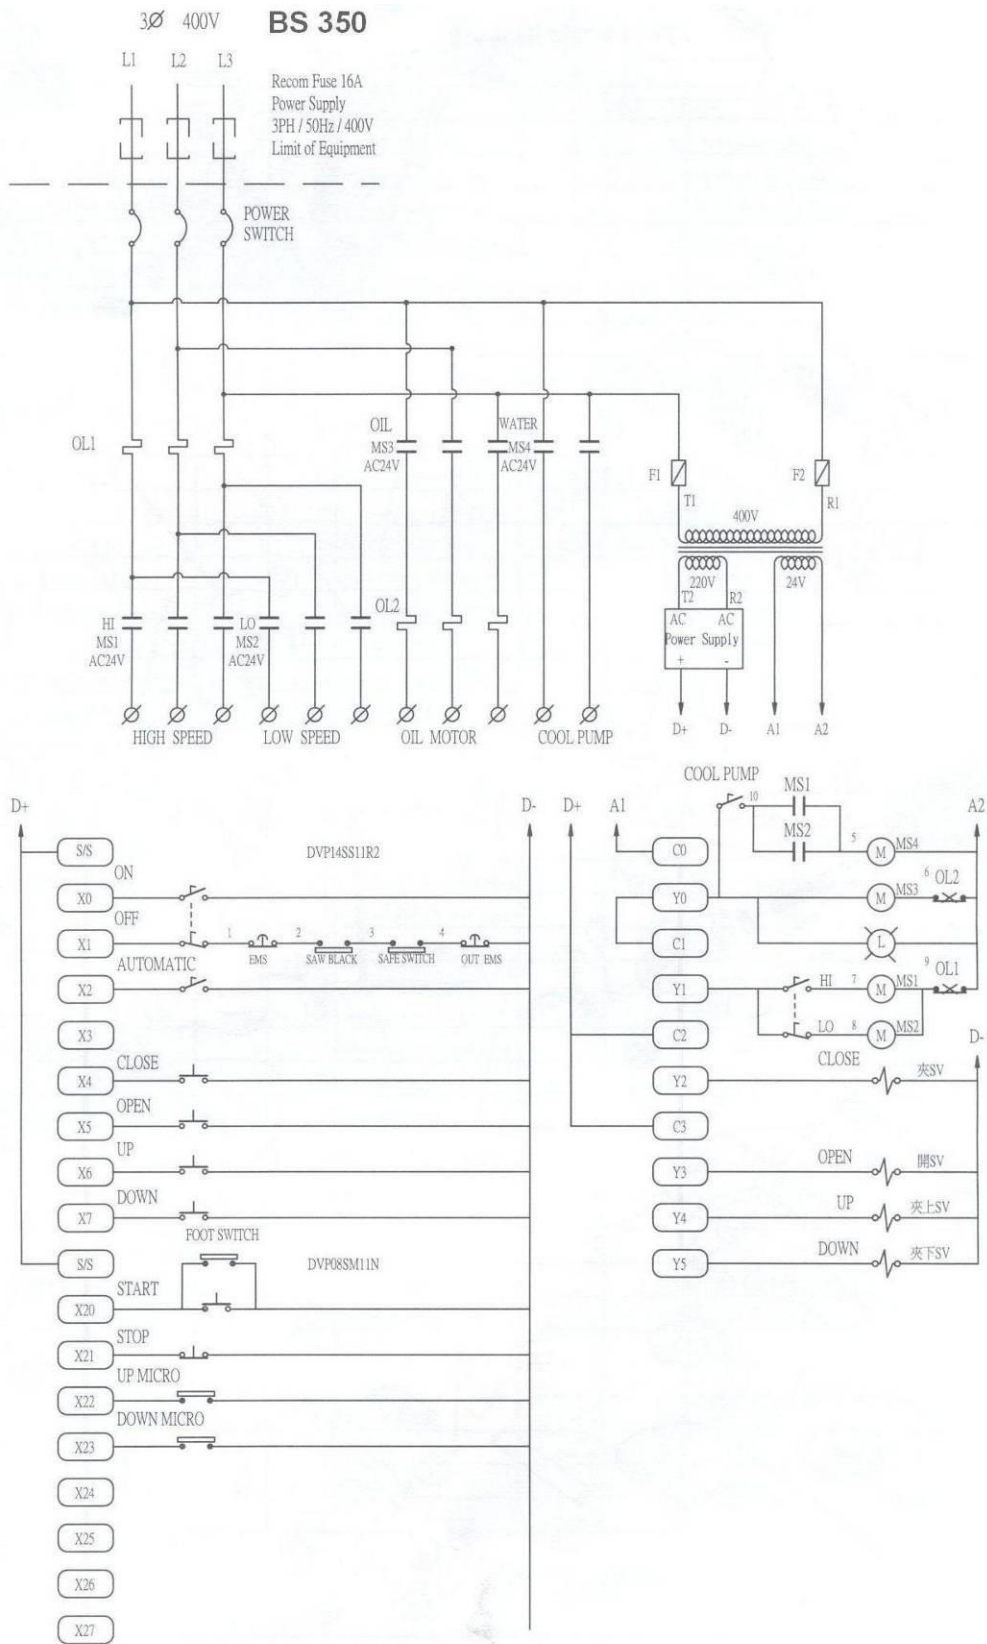 3Ø 400V BS 350
L1 L2 L3
Recom Fuse 16A
Power Supply
3PH / 50Hz / 400V
Limit of Equipment
POWER
SWITCH
OL1
OIL
MS3
AC24V
WATER
MS4
AC24V
F1
T1
F2
R1
400V
220V
24V
T2
R2
AC AC
Power Supply
+ -
OL2
HI
MS1
AC24V
LO
MS2
AC24V
HIGH SPEED
LOW SPEED
OIL MOTOR
COOL PUMP
D+ D- A1 A2
D+
D-
S/S
DVP14SS11R2
ON
X0
OFF
X1
1 2 3 4
EMS SAW BLACK SAFE SWITCH OUT EMS
AUTOMATIC
X2
X3
CLOSE
X4
OPEN
X5
UP
X6
DOWN
X7
FOOT SWITCH
S/S
DVP08SM11N
START
X20
STOP
X21
UP MICRO
X22
DOWN MICRO
X23
X24
X25
X26
X27
COOL PUMP
D+ A1
10
MS1
A2
MS2
C0
5
M
MS4
Y0
M
MS3
6
OL2
C1
L
9
OL1
Y1
HI
7
M
MS1
C2
LO
8
M
MS2
D-
CLOSE
Y2
夾SV
C3
OPEN
Y3
開SV
UP
Y4
夾上SV
DOWN
Y5
夾下SV